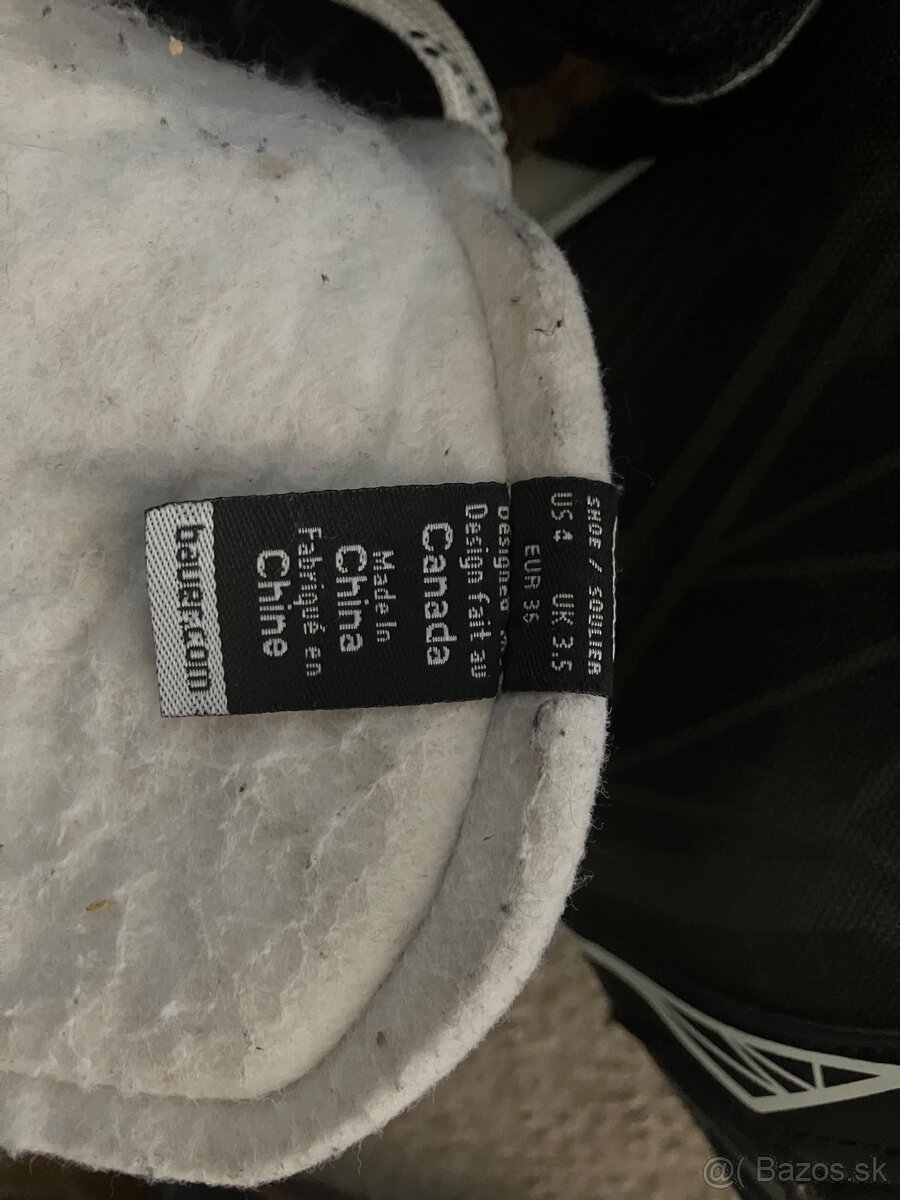 SHOE / SOULIER
US 4 UK 3.5
EUR 36
Designed
Design fait au
Canada
Made In
China
Fabriqué en
Chine
bauer.com
@( Bazos.sk